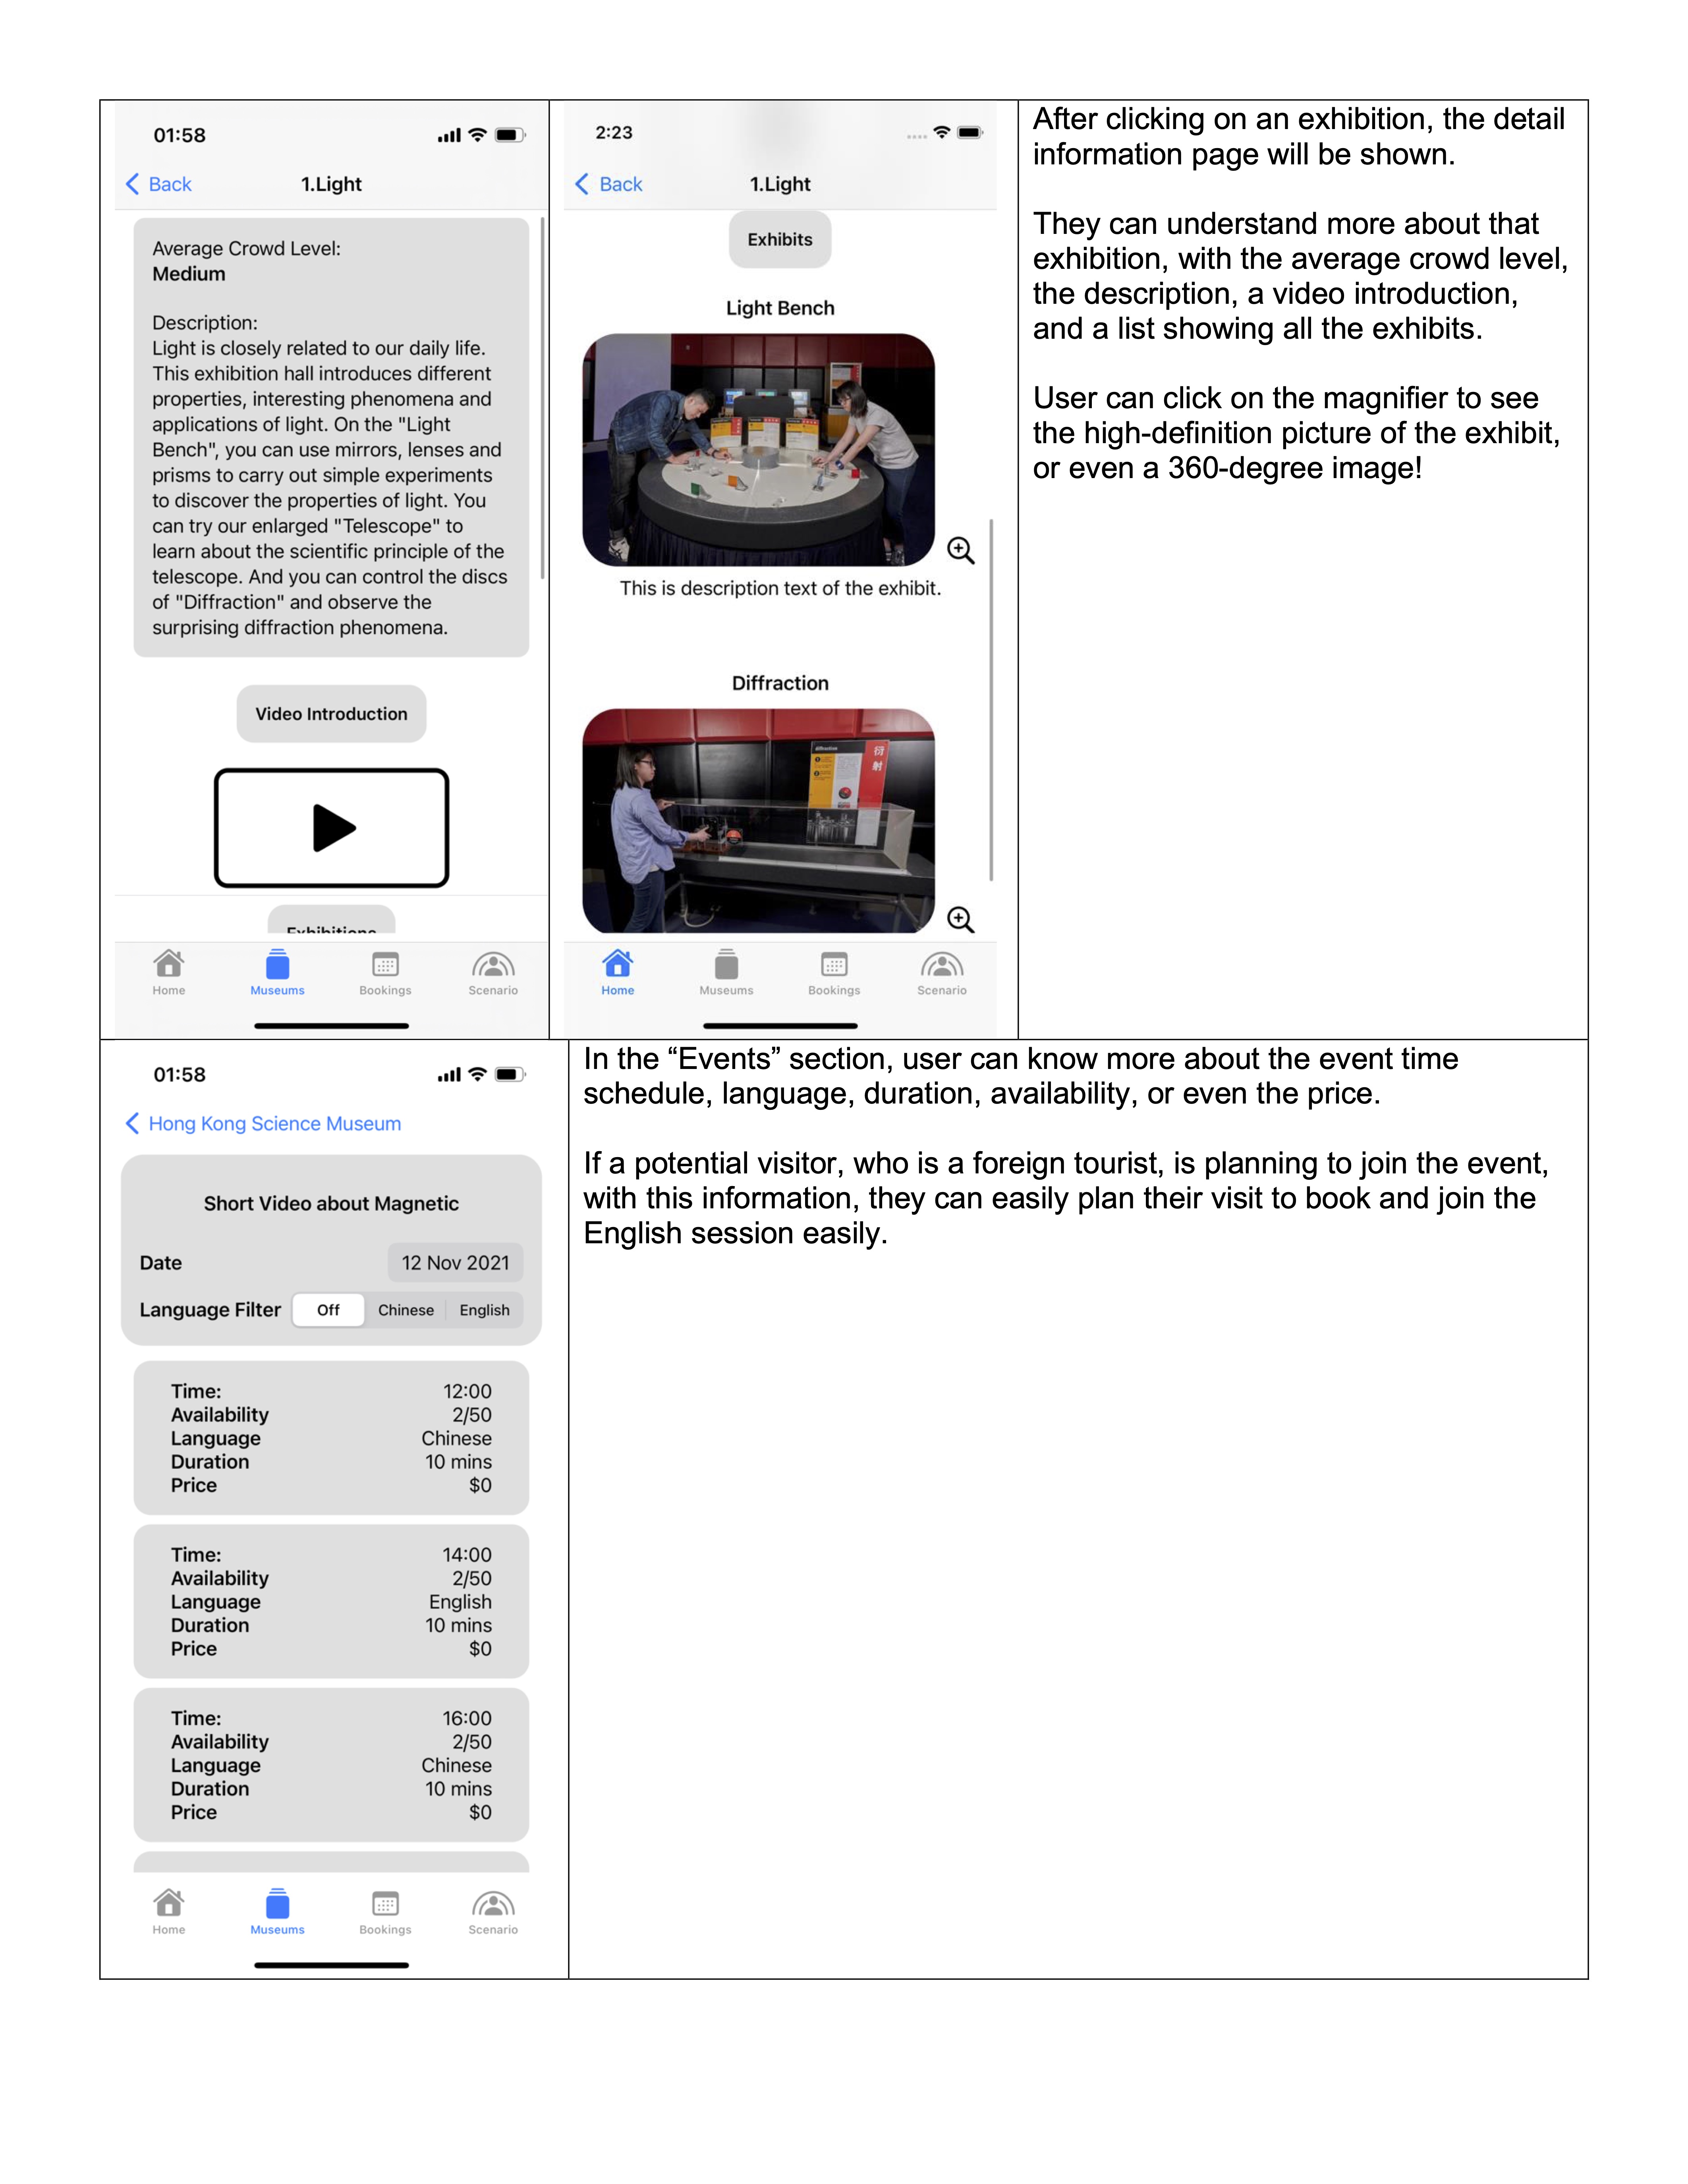 01:58
Back
1.Light
Average Crowd Level:
Medium
Description:
Light is closely related to our daily life.
This exhibition hall introduces different
properties, interesting phenomena and
applications of light. On the "Light
Bench", you can use mirrors, lenses and
prisms to carry out simple experiments
to discover the properties of light. You
can try our enlarged "Telescope" to
learn about the scientific principle of the
telescope. And you can control the discs
of "Diffraction" and observe the
surprising diffraction phenomena.
Video Introduction
Exhibitions
Home Museums Bookings Scenario
2:23
Back
1.Light
Exhibits
Light Bench
This is description text of the exhibit.
Diffraction
diffraction
衍
射
Home Museums Bookings Scenario
After clicking on an exhibition, the detail
information page will be shown.
They can understand more about that
exhibition, with the average crowd level,
the description, a video introduction,
and a list showing all the exhibits.
User can click on the magnifier to see
the high-definition picture of the exhibit,
or even a 360-degree image!
01:58
Hong Kong Science Museum
Short Video about Magnetic
Date 12 Nov 2021
Language Filter Off Chinese English
Time: 12:00
Availability 2/50
Language Chinese
Duration 10 mins
Price $0
Time: 14:00
Availability 2/50
Language English
Duration 10 mins
Price $0
Time: 16:00
Availability 2/50
Language Chinese
Duration 10 mins
Price $0
Home Museums Bookings Scenario
In the “Events” section, user can know more about the event time
schedule, language, duration, availability, or even the price.
If a potential visitor, who is a foreign tourist, is planning to join the event,
with this information, they can easily plan their visit to book and join the
English session easily.